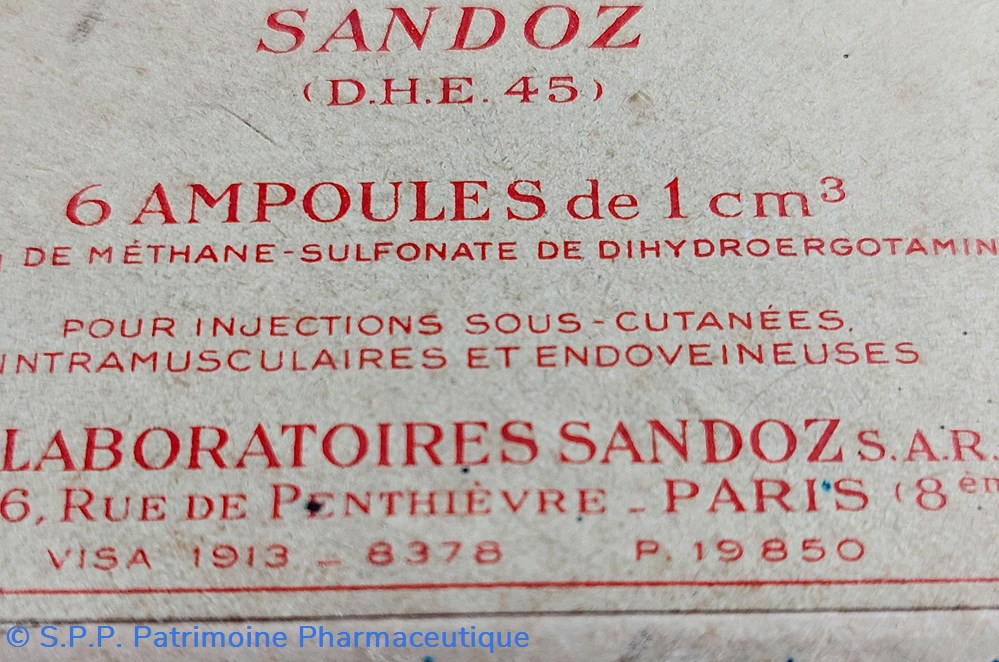 SANDOZ
(D.H.E. 45)
6 AMPOULES de 1 cm³
DE MÉTHANE-SULFONATE DE DIHYDROERGOTAMIN
POUR INJECTIONS SOUS-CUTANÉES,
INTRAMUSCULAIRES ET ENDOVEINEUSES
LABORATOIRES SANDOZ S.A.R.
6, RUE DE PENTHIÈVRE - PARIS (8èm
VISA 1913 - 8378 P. 19850
© S.P.P. Patrimoine Pharmaceutique